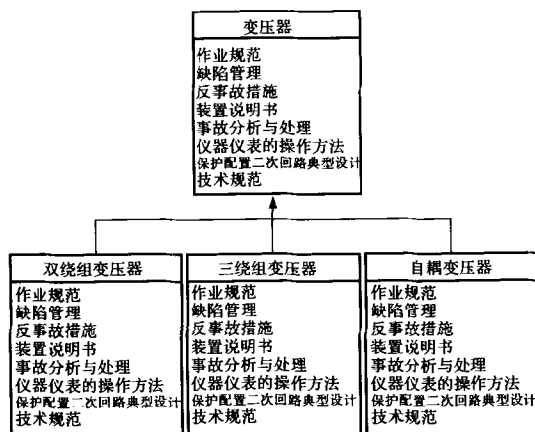 变压器
作业规范
缺陷管理
反事故措施
装置说明书
事故分析与处理
仪器仪表的操作方法
保护配置二次回路典型设计
技术规范
双绕组变压器
作业规范
缺陷管理
反事故措施
装置说明书
事故分析与处理
仪器仪表的操作方法
保护配置二次回路典型设计
技术规范
三绕组变压器
作业规范
缺陷管理
反事故措施
装置说明书
事故分析与处理
仪器仪表的操作方法
保护配置二次回路典型设计
技术规范
自耦变压器
作业规范
缺陷管理
反事故措施
装置说明书
事故分析与处理
仪器仪表的操作方法
保护配置二次回路典型设计
技术规范